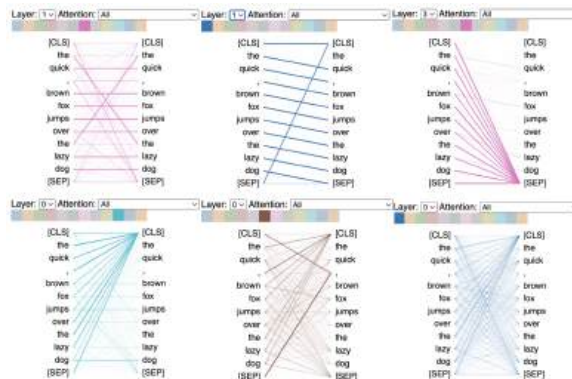 Layer: 1 Attention: All
[CLS] [CLS]
the the
quick quick
, ,
brown brown
fox fox
jumps jumps
over over
the the
lazy lazy
dog dog
[SEP] [SEP]
Layer: 1 Attention: All
[CLS] [CLS]
the the
quick quick
, ,
brown brown
fox fox
jumps jumps
over over
the the
lazy lazy
dog dog
[SEP] [SEP]
Layer: 3 Attention: All
[CLS] [CLS]
the the
quick quick
, ,
brown brown
fox fox
jumps jumps
over over
the the
lazy lazy
dog dog
[SEP] [SEP]
Layer: 0 Attention: All
[CLS] [CLS]
the the
quick quick
, ,
brown brown
fox fox
jumps jumps
over over
the the
lazy lazy
dog dog
[SEP] [SEP]
Layer: 0 Attention: All
[CLS] [CLS]
the the
quick quick
, ,
brown brown
fox fox
jumps jumps
over over
the the
lazy lazy
dog dog
[SEP] [SEP]
Layer: 0 Attention: All
[CLS] [CLS]
the the
quick quick
, ,
brown brown
fox fox
jumps jumps
over over
the the
lazy lazy
dog dog
[SEP] [SEP]